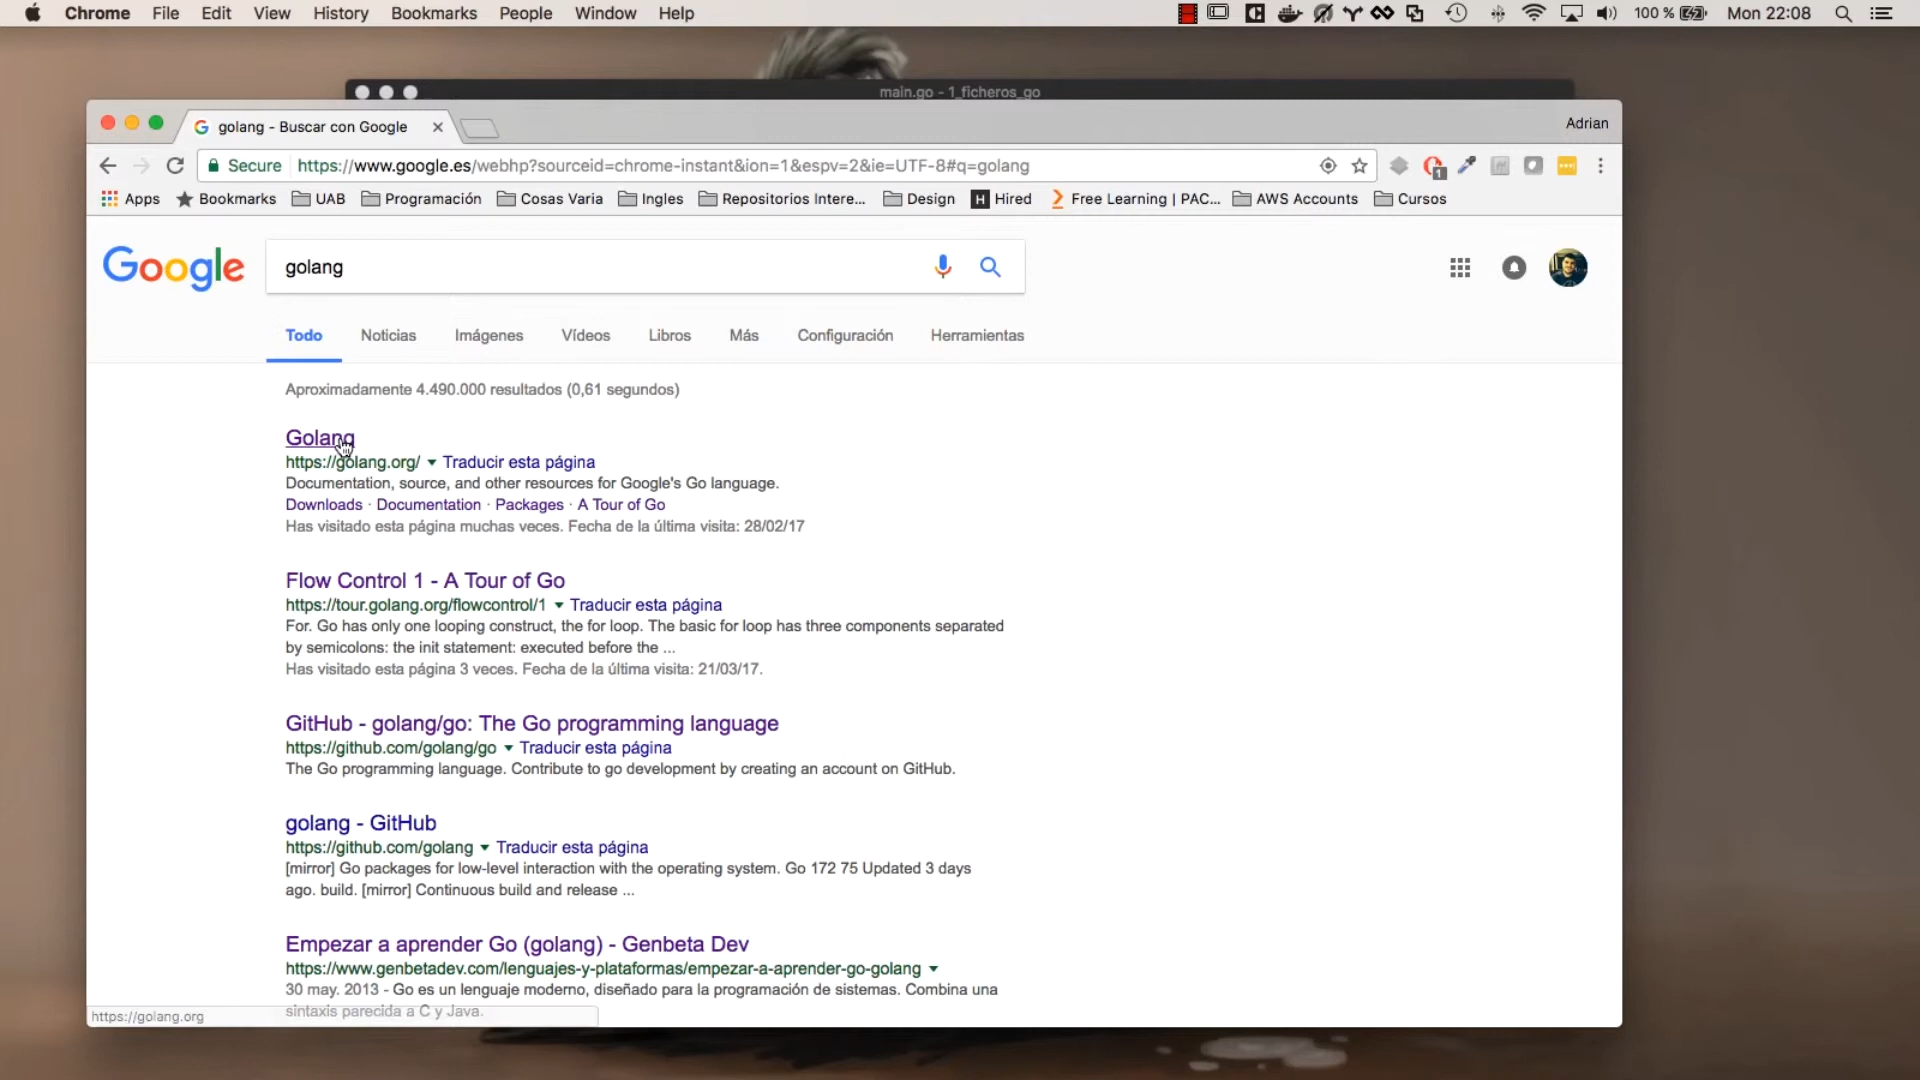 Chrome File Edit View History Bookmarks People Window Help 100 % Mon 22:08
main.go - 1_ficheros_go
golang - Buscar con Google Adrian
Secure https://www.google.es/webhp?sourceid=chrome-instant&ion=1&espv=2&ie=UTF-8#q=golang 1
Apps Bookmarks UAB Programación Cosas Varia Ingles Repositorios Intere... Design H Hired Free Learning | PAC... AWS Accounts Cursos
Google golang
Todo Noticias Imágenes Vídeos Libros Más Configuración Herramientas
Aproximadamente 4.490.000 resultados (0,61 segundos)
Golang
https://golang.org/ Traducir esta página
Documentation, source, and other resources for Google's Go language.
Downloads · Documentation · Packages · A Tour of Go
Has visitado esta página muchas veces. Fecha de la última visita: 28/02/17
Flow Control 1 - A Tour of Go
https://tour.golang.org/flowcontrol/1 Traducir esta página
For. Go has only one looping construct, the for loop. The basic for loop has three components separated
by semicolons: the init statement: executed before the ...
Has visitado esta página 3 veces. Fecha de la última visita: 21/03/17.
GitHub - golang/go: The Go programming language
https://github.com/golang/go Traducir esta página
The Go programming language. Contribute to go development by creating an account on GitHub.
golang - GitHub
https://github.com/golang Traducir esta página
[mirror] Go packages for low-level interaction with the operating system. Go 172 75 Updated 3 days
ago. build. [mirror] Continuous build and release ...
Empezar a aprender Go (golang) - Genbeta Dev
https://www.genbetadev.com/lenguajes-y-plataformas/empezar-a-aprender-go-golang
30 may. 2013 - Go es un lenguaje moderno, diseñado para la programación de sistemas. Combina una
sintaxis parecida a C y Java.
https://golang.org